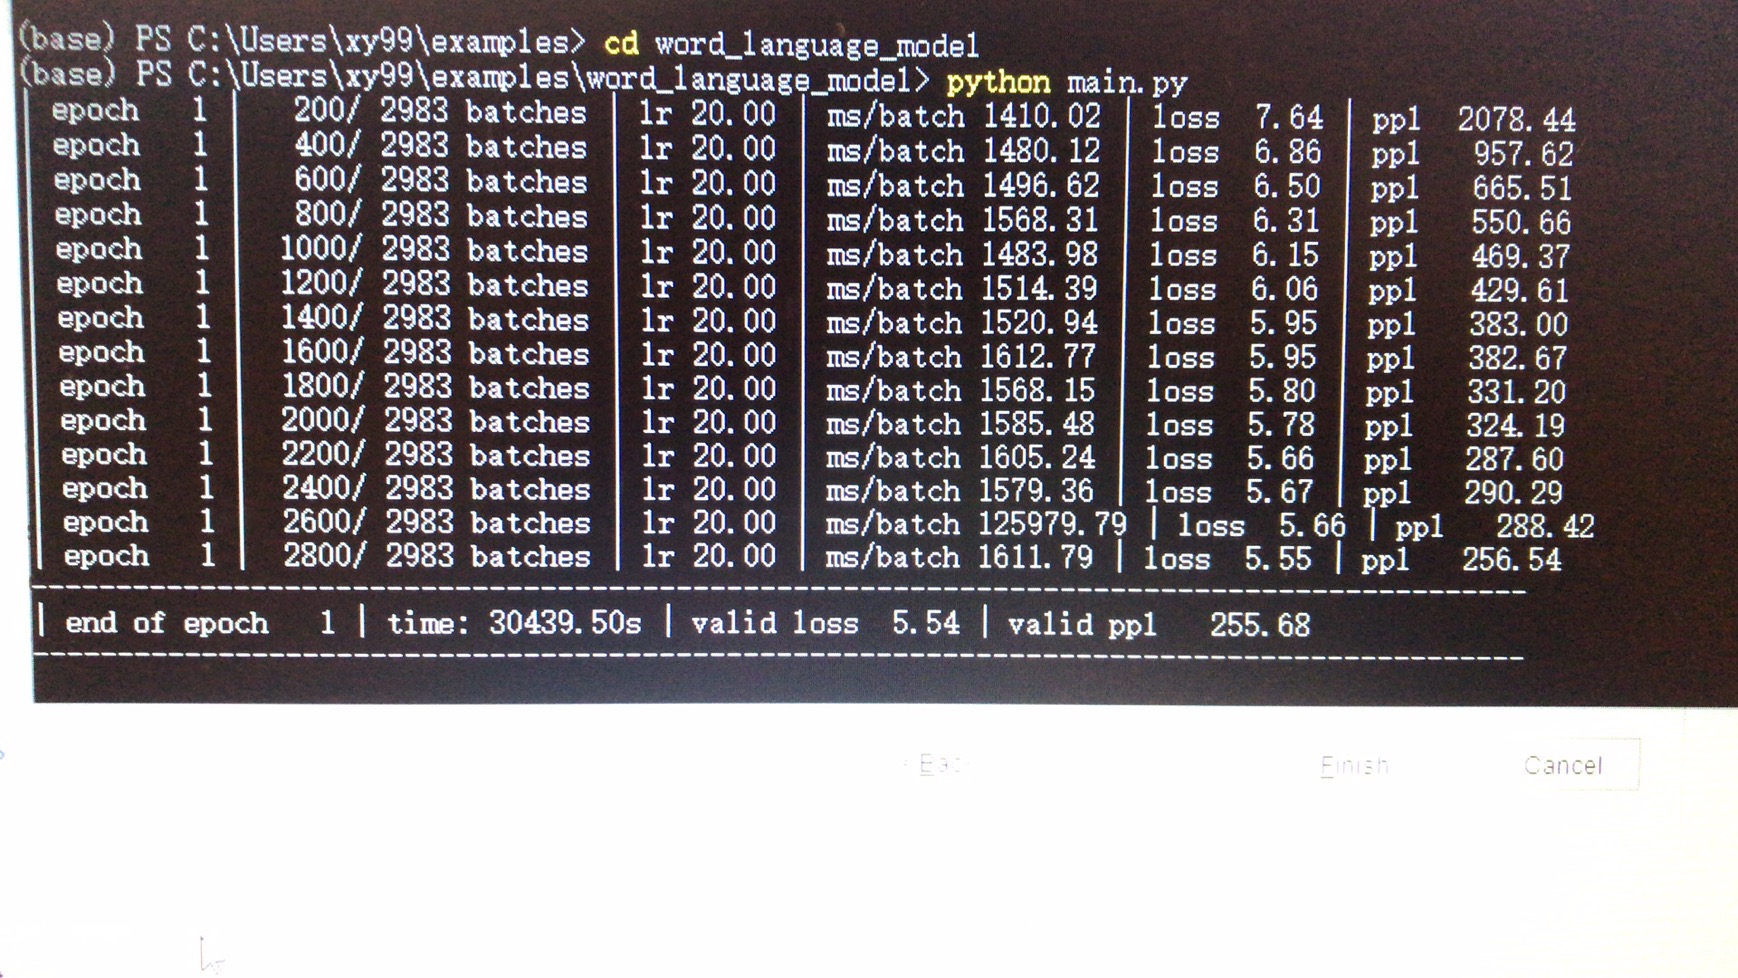 (base) PS C:\Users\xy99\examples> cd word_language_model
(base) PS C:\Users\xy99\examples\word_language_model> python main.py
| epoch   1 |   200/ 2983 batches | lr 20.00 | ms/batch 1410.02 | loss  7.64 | ppl  2078.44
| epoch   1 |   400/ 2983 batches | lr 20.00 | ms/batch 1480.12 | loss  6.86 | ppl   957.62
| epoch   1 |   600/ 2983 batches | lr 20.00 | ms/batch 1496.62 | loss  6.50 | ppl   665.51
| epoch   1 |   800/ 2983 batches | lr 20.00 | ms/batch 1568.31 | loss  6.31 | ppl   550.66
| epoch   1 |  1000/ 2983 batches | lr 20.00 | ms/batch 1483.98 | loss  6.15 | ppl   469.37
| epoch   1 |  1200/ 2983 batches | lr 20.00 | ms/batch 1514.39 | loss  6.06 | ppl   429.61
| epoch   1 |  1400/ 2983 batches | lr 20.00 | ms/batch 1520.94 | loss  5.95 | ppl   383.00
| epoch   1 |  1600/ 2983 batches | lr 20.00 | ms/batch 1612.77 | loss  5.95 | ppl   382.67
| epoch   1 |  1800/ 2983 batches | lr 20.00 | ms/batch 1568.15 | loss  5.80 | ppl   331.20
| epoch   1 |  2000/ 2983 batches | lr 20.00 | ms/batch 1585.48 | loss  5.78 | ppl   324.19
| epoch   1 |  2200/ 2983 batches | lr 20.00 | ms/batch 1605.24 | loss  5.66 | ppl   287.60
| epoch   1 |  2400/ 2983 batches | lr 20.00 | ms/batch 1579.36 | loss  5.67 | ppl   290.29
| epoch   1 |  2600/ 2983 batches | lr 20.00 | ms/batch 125979.79 | loss  5.66 | ppl   288.42
| epoch   1 |  2800/ 2983 batches | lr 20.00 | ms/batch 1611.79 | loss  5.55 | ppl   256.54
-----------------------------------------------------------------------------------------
| end of epoch   1 | time: 30439.50s | valid loss  5.54 | valid ppl   255.68
-----------------------------------------------------------------------------------------
Finish Cancel